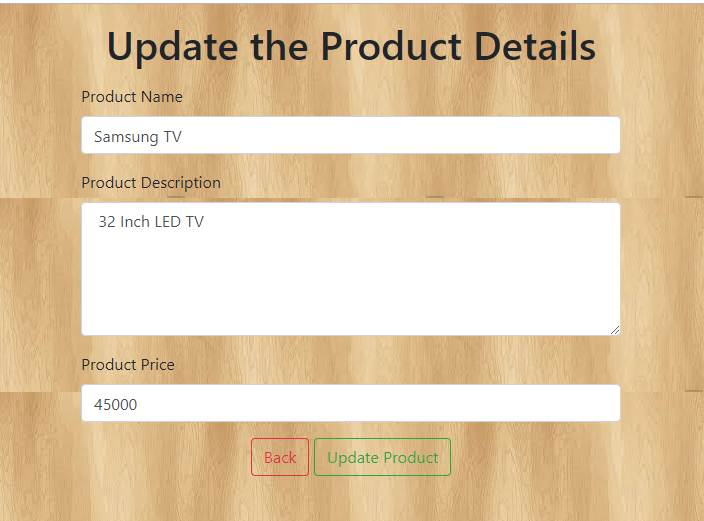 Update the Product Details
Product Name
Samsung TV
Product Description
32 Inch LED TV
Product Price
45000
Back Update Product